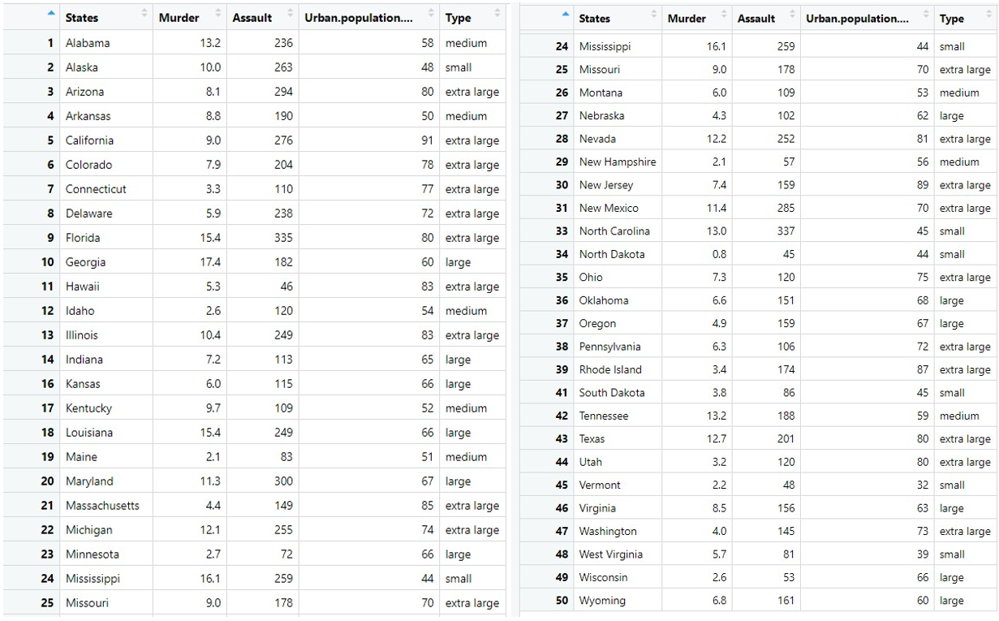 States Murder Assault Urban.population.... Type
1 Alabama 13.2 236 58 medium
2 Alaska 10.0 263 48 small
3 Arizona 8.1 294 80 extra large
4 Arkansas 8.8 190 50 medium
5 California 9.0 276 91 extra large
6 Colorado 7.9 204 78 extra large
7 Connecticut 3.3 110 77 extra large
8 Delaware 5.9 238 72 extra large
9 Florida 15.4 335 80 extra large
10 Georgia 17.4 182 60 large
11 Hawaii 5.3 46 83 extra large
12 Idaho 2.6 120 54 medium
13 Illinois 10.4 249 83 extra large
14 Indiana 7.2 113 65 large
16 Kansas 6.0 115 66 large
17 Kentucky 9.7 109 52 medium
18 Louisiana 15.4 249 66 large
19 Maine 2.1 83 51 medium
20 Maryland 11.3 300 67 large
21 Massachusetts 4.4 149 85 extra large
22 Michigan 12.1 255 74 extra large
23 Minnesota 2.7 72 66 large
24 Mississippi 16.1 259 44 small
25 Missouri 9.0 178 70 extra large
States Murder Assault Urban.population.... Type
24 Mississippi 16.1 259 44 small
25 Missouri 9.0 178 70 extra large
26 Montana 6.0 109 53 medium
27 Nebraska 4.3 102 62 large
28 Nevada 12.2 252 81 extra large
29 New Hampshire 2.1 57 56 medium
30 New Jersey 7.4 159 89 extra large
31 New Mexico 11.4 285 70 extra large
33 North Carolina 13.0 337 45 small
34 North Dakota 0.8 45 44 small
35 Ohio 7.3 120 75 extra large
36 Oklahoma 6.6 151 68 large
37 Oregon 4.9 159 67 large
38 Pennsylvania 6.3 106 72 extra large
39 Rhode Island 3.4 174 87 extra large
41 South Dakota 3.8 86 45 small
42 Tennessee 13.2 188 59 medium
43 Texas 12.7 201 80 extra large
44 Utah 3.2 120 80 extra large
45 Vermont 2.2 48 32 small
46 Virginia 8.5 156 63 large
47 Washington 4.0 145 73 extra large
48 West Virginia 5.7 81 39 small
49 Wisconsin 2.6 53 66 large
50 Wyoming 6.8 161 60 large